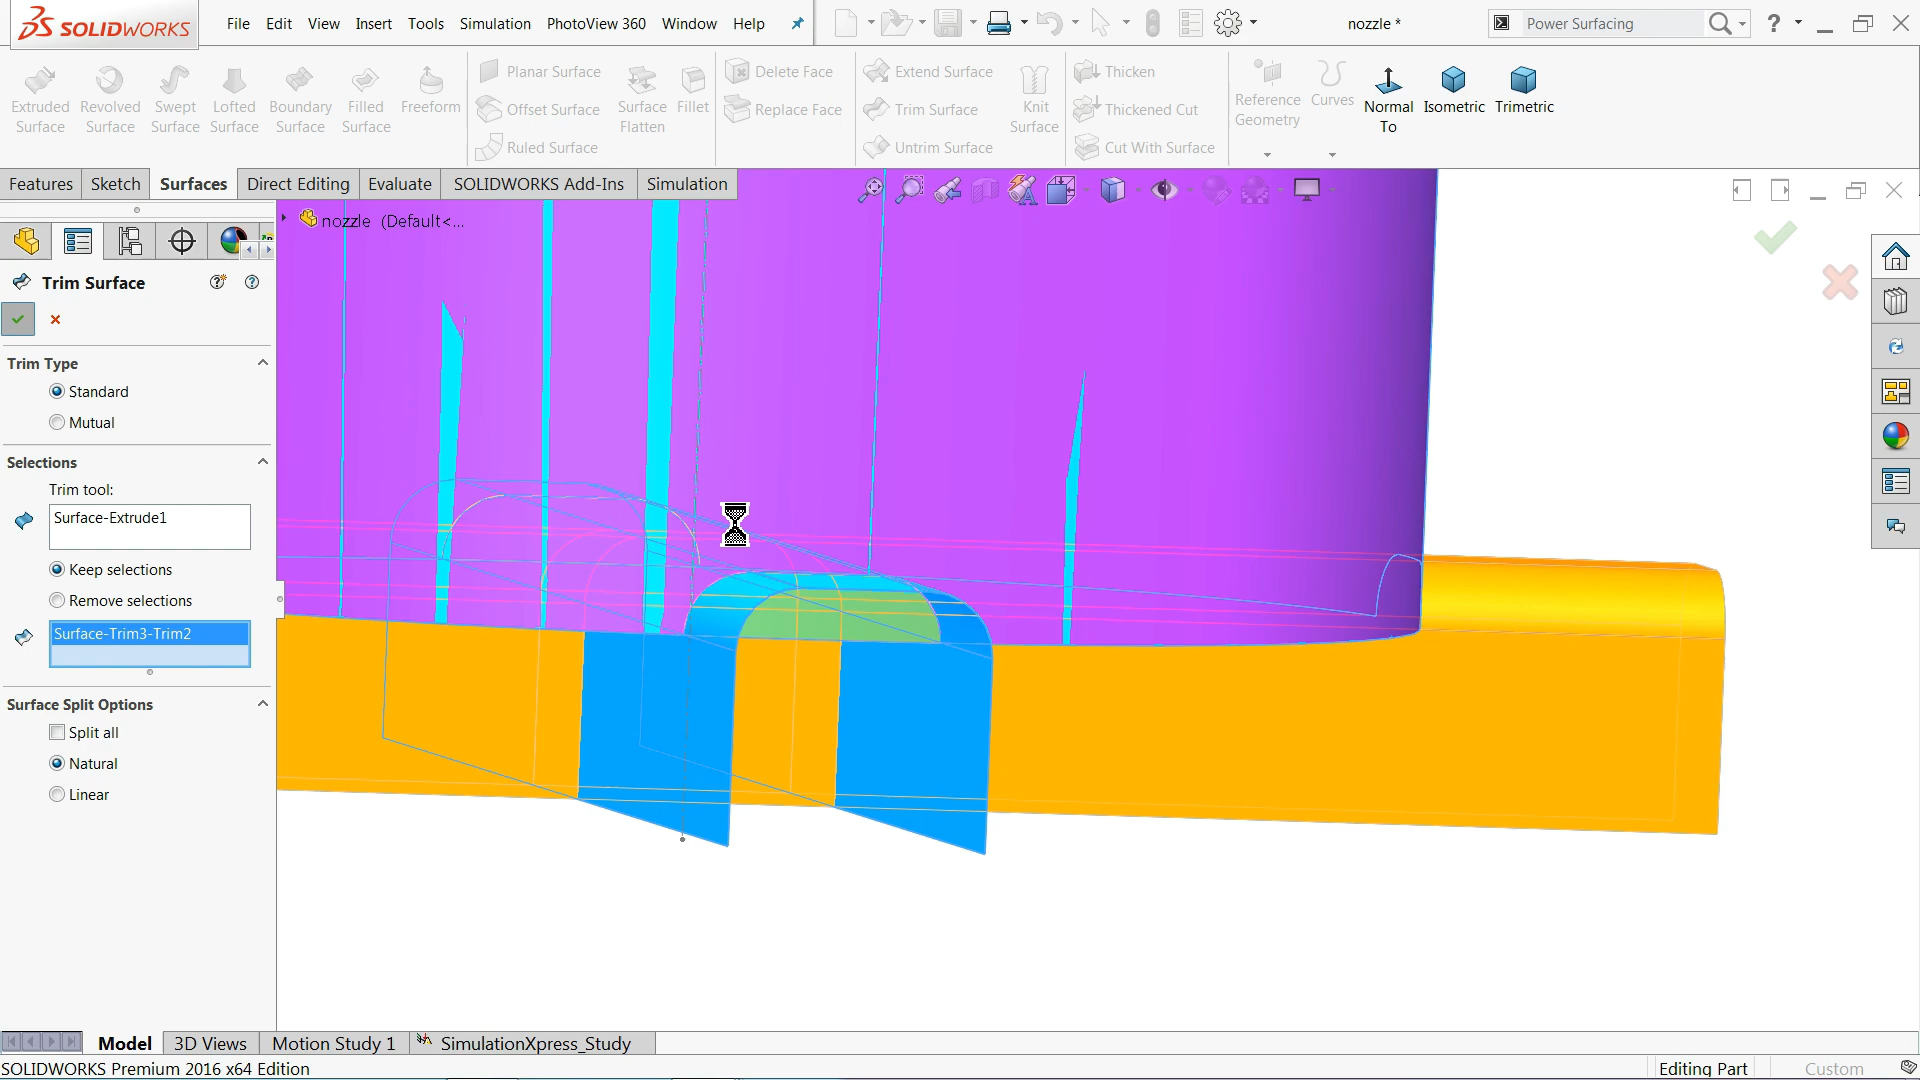 SOLIDWORKS
File Edit View Insert Tools Simulation PhotoView 360 Window Help
nozzle *
Power Surfacing
?
Extruded Surface
Revolved Surface
Swept Surface
Lofted Surface
Boundary Surface
Filled Surface
Freeform
Planar Surface
Offset Surface
Ruled Surface
Surface Flatten
Fillet
Delete Face
Replace Face
Extend Surface
Trim Surface
Untrim Surface
Knit Surface
Thicken
Thickened Cut
Cut With Surface
Reference Geometry
Curves
Normal To
Isometric
Trimetric
Features Sketch Surfaces Direct Editing Evaluate SOLIDWORKS Add-Ins Simulation
nozzle (Default<...
Trim Surface
Trim Type
Standard
Mutual
Selections
Trim tool:
Surface-Extrude1
Keep selections
Remove selections
Surface-Trim3-Trim2
Surface Split Options
Split all
Natural
Linear
Model 3D Views Motion Study 1 SimulationXpress_Study
SOLIDWORKS Premium 2016 x64 Edition
Editing Part
Custom